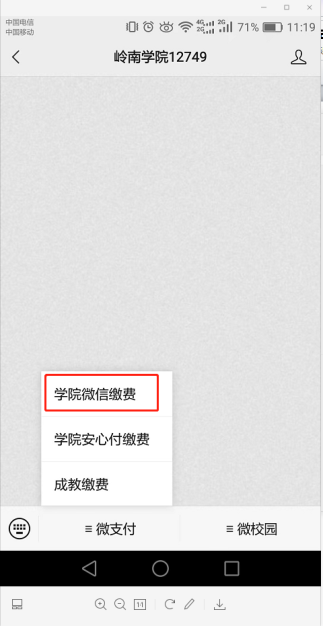 中国电信
中国移动
4G 2G
2G
71%
11:19
岭南学院12749
学院微信缴费
学院安心付缴费
成教缴费
≡ 微支付
≡ 微校园
1:1